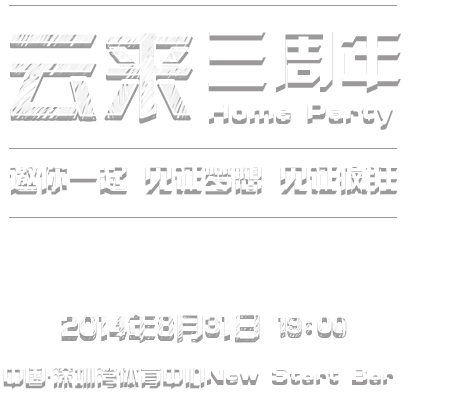 云来 三周年
Home Party
邀你一起 见证梦想 见证疯狂
2014年8月31日 19:00
中国·深圳湾体育中心New Start Bar